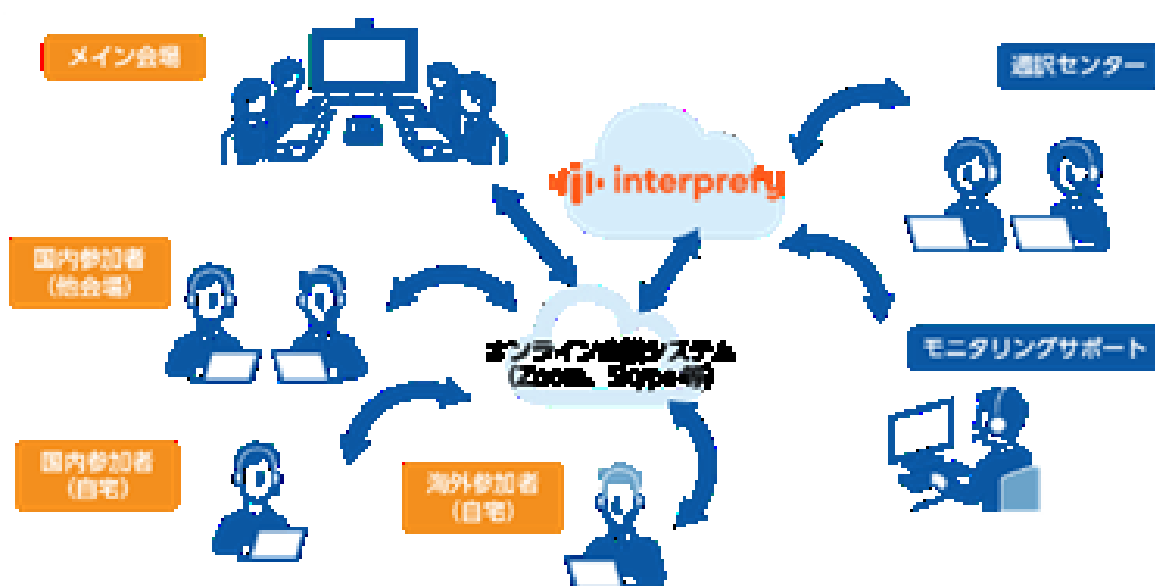 メイン会場
通訳センター
interprefy
国内参加者
(他会場)
オンライン会議システム
(Zoom、Skype等)
モニタリングサポート
国内参加者
(自宅)
海外参加者
(自宅)